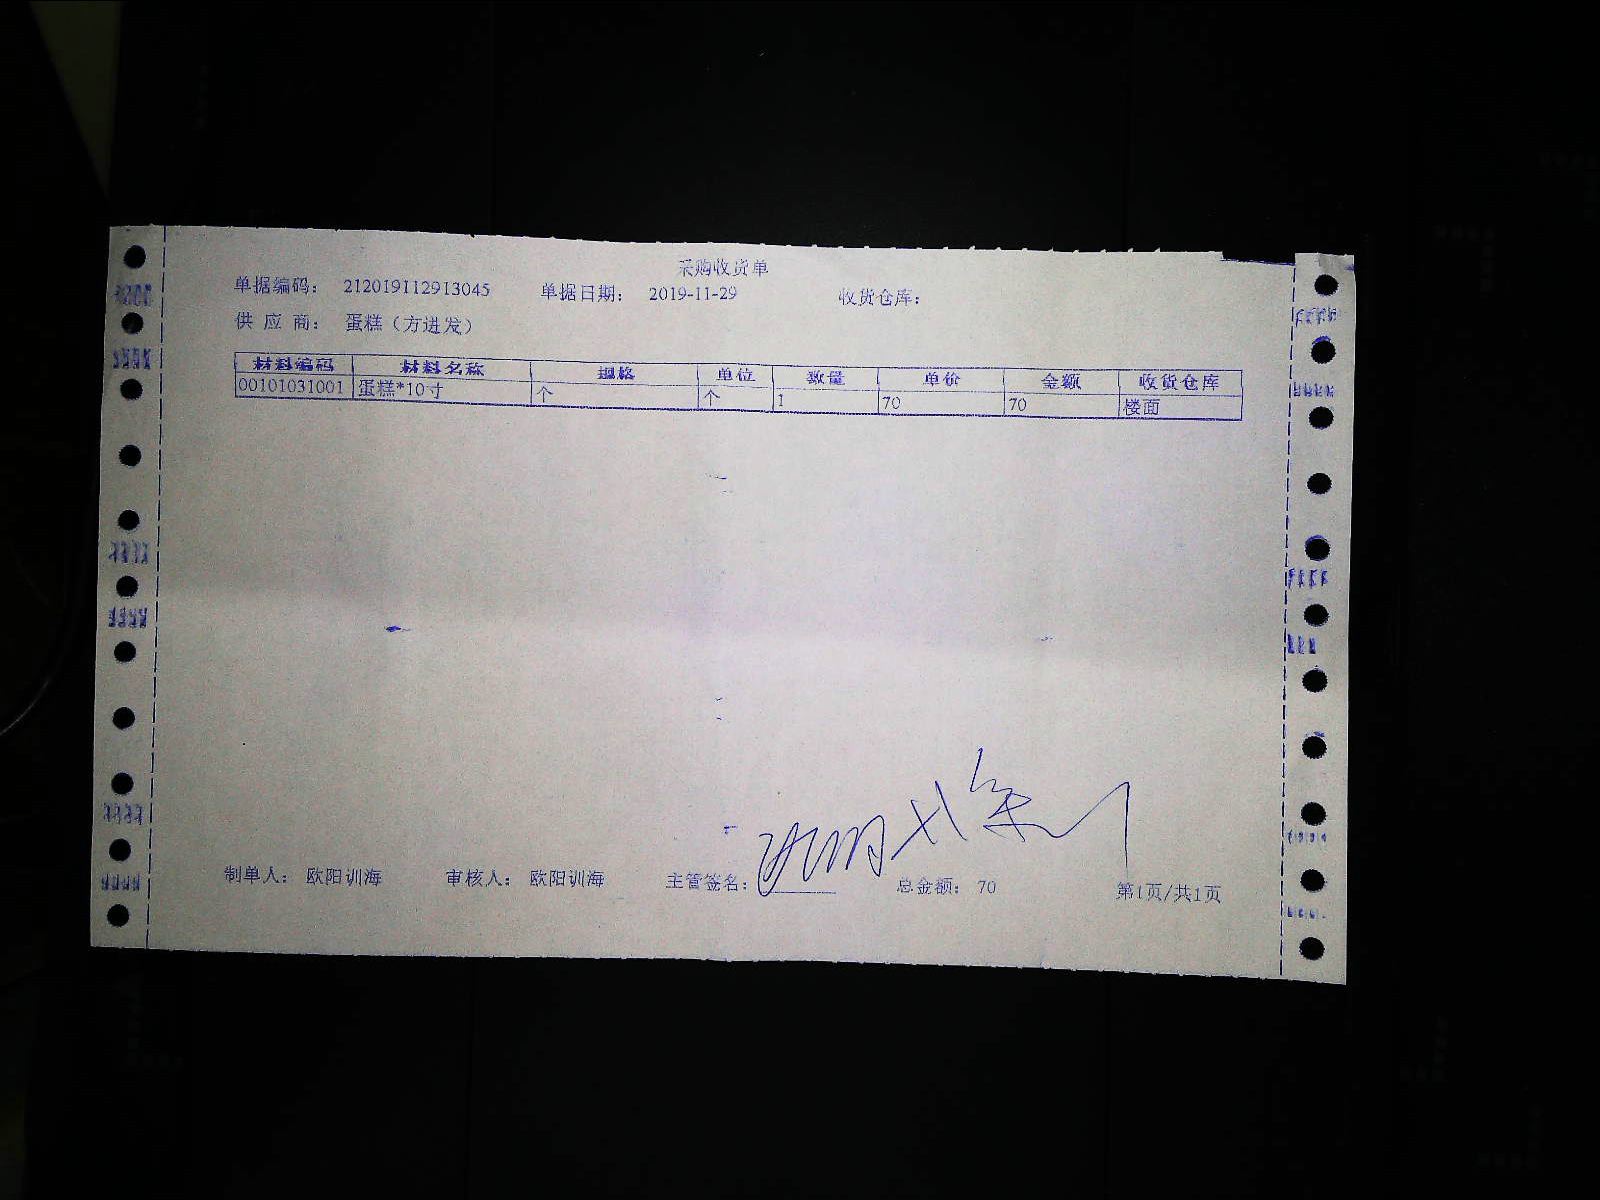 采购收货单
单据编码： 212019112913045 单据日期： 2019-11-29 收货仓库：
供 应 商： 蛋糕（方进发）
材料编码 材料名称 规格 单位 数量 单价 金额 收货仓库
00101031001 蛋糕*10寸 个 个 1 70 70 楼面
制单人： 欧阳训海 审核人： 欧阳训海 主管签名： 总金额： 70 第1页/共1页